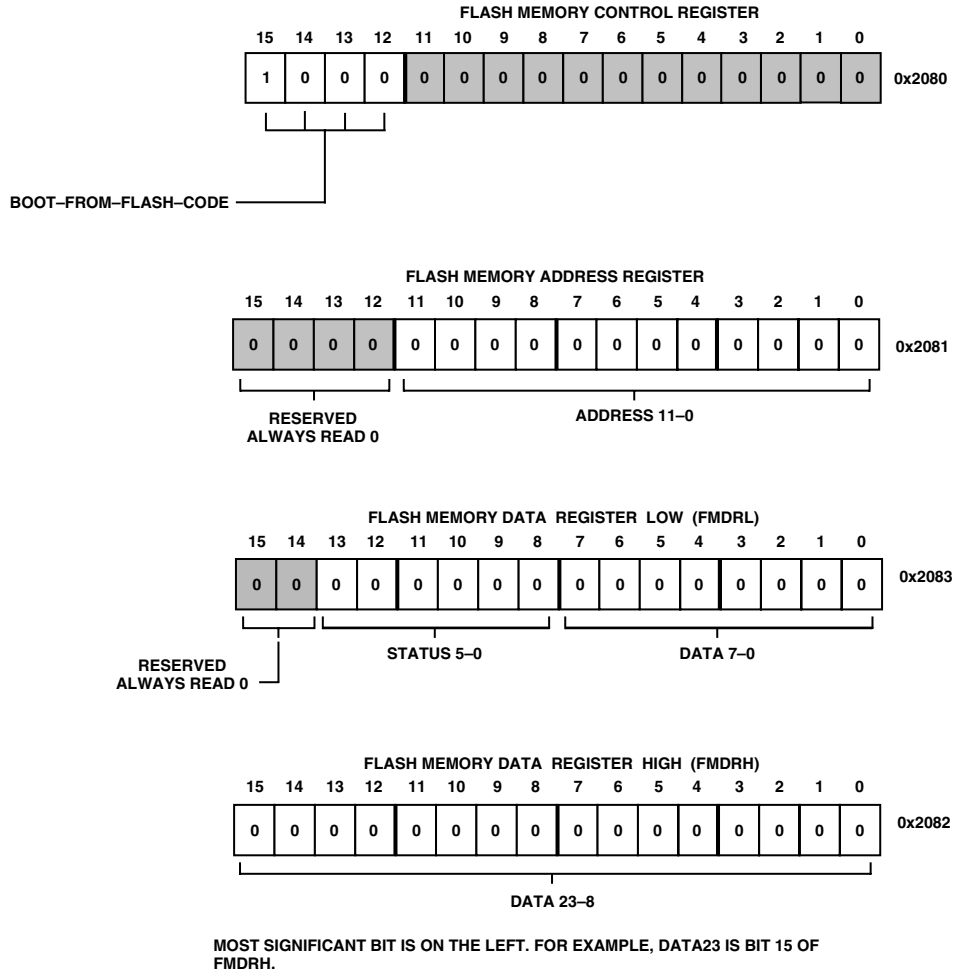 FLASH MEMORY CONTROL REGISTER
15 14 13 12 11 10 9 8 7 6 5 4 3 2 1 0
1 0 0 0 0 0 0 0 0 0 0 0 0 0 0 0 0x2080
BOOT–FROM–FLASH–CODE
FLASH MEMORY ADDRESS REGISTER
15 14 13 12 11 10 9 8 7 6 5 4 3 2 1 0
0 0 0 0 0 0 0 0 0 0 0 0 0 0 0 0 0x2081
RESERVED
ALWAYS READ 0
ADDRESS 11–0
FLASH MEMORY DATA REGISTER LOW (FMDRL)
15 14 13 12 11 10 9 8 7 6 5 4 3 2 1 0
0 0 0 0 0 0 0 0 0 0 0 0 0 0 0 0 0x2083
STATUS 5–0 DATA 7–0
RESERVED
ALWAYS READ 0
FLASH MEMORY DATA REGISTER HIGH (FMDRH)
15 14 13 12 11 10 9 8 7 6 5 4 3 2 1 0
0 0 0 0 0 0 0 0 0 0 0 0 0 0 0 0 0x2082
DATA 23–8
MOST SIGNIFICANT BIT IS ON THE LEFT. FOR EXAMPLE, DATA23 IS BIT 15 OF
FMDRH.